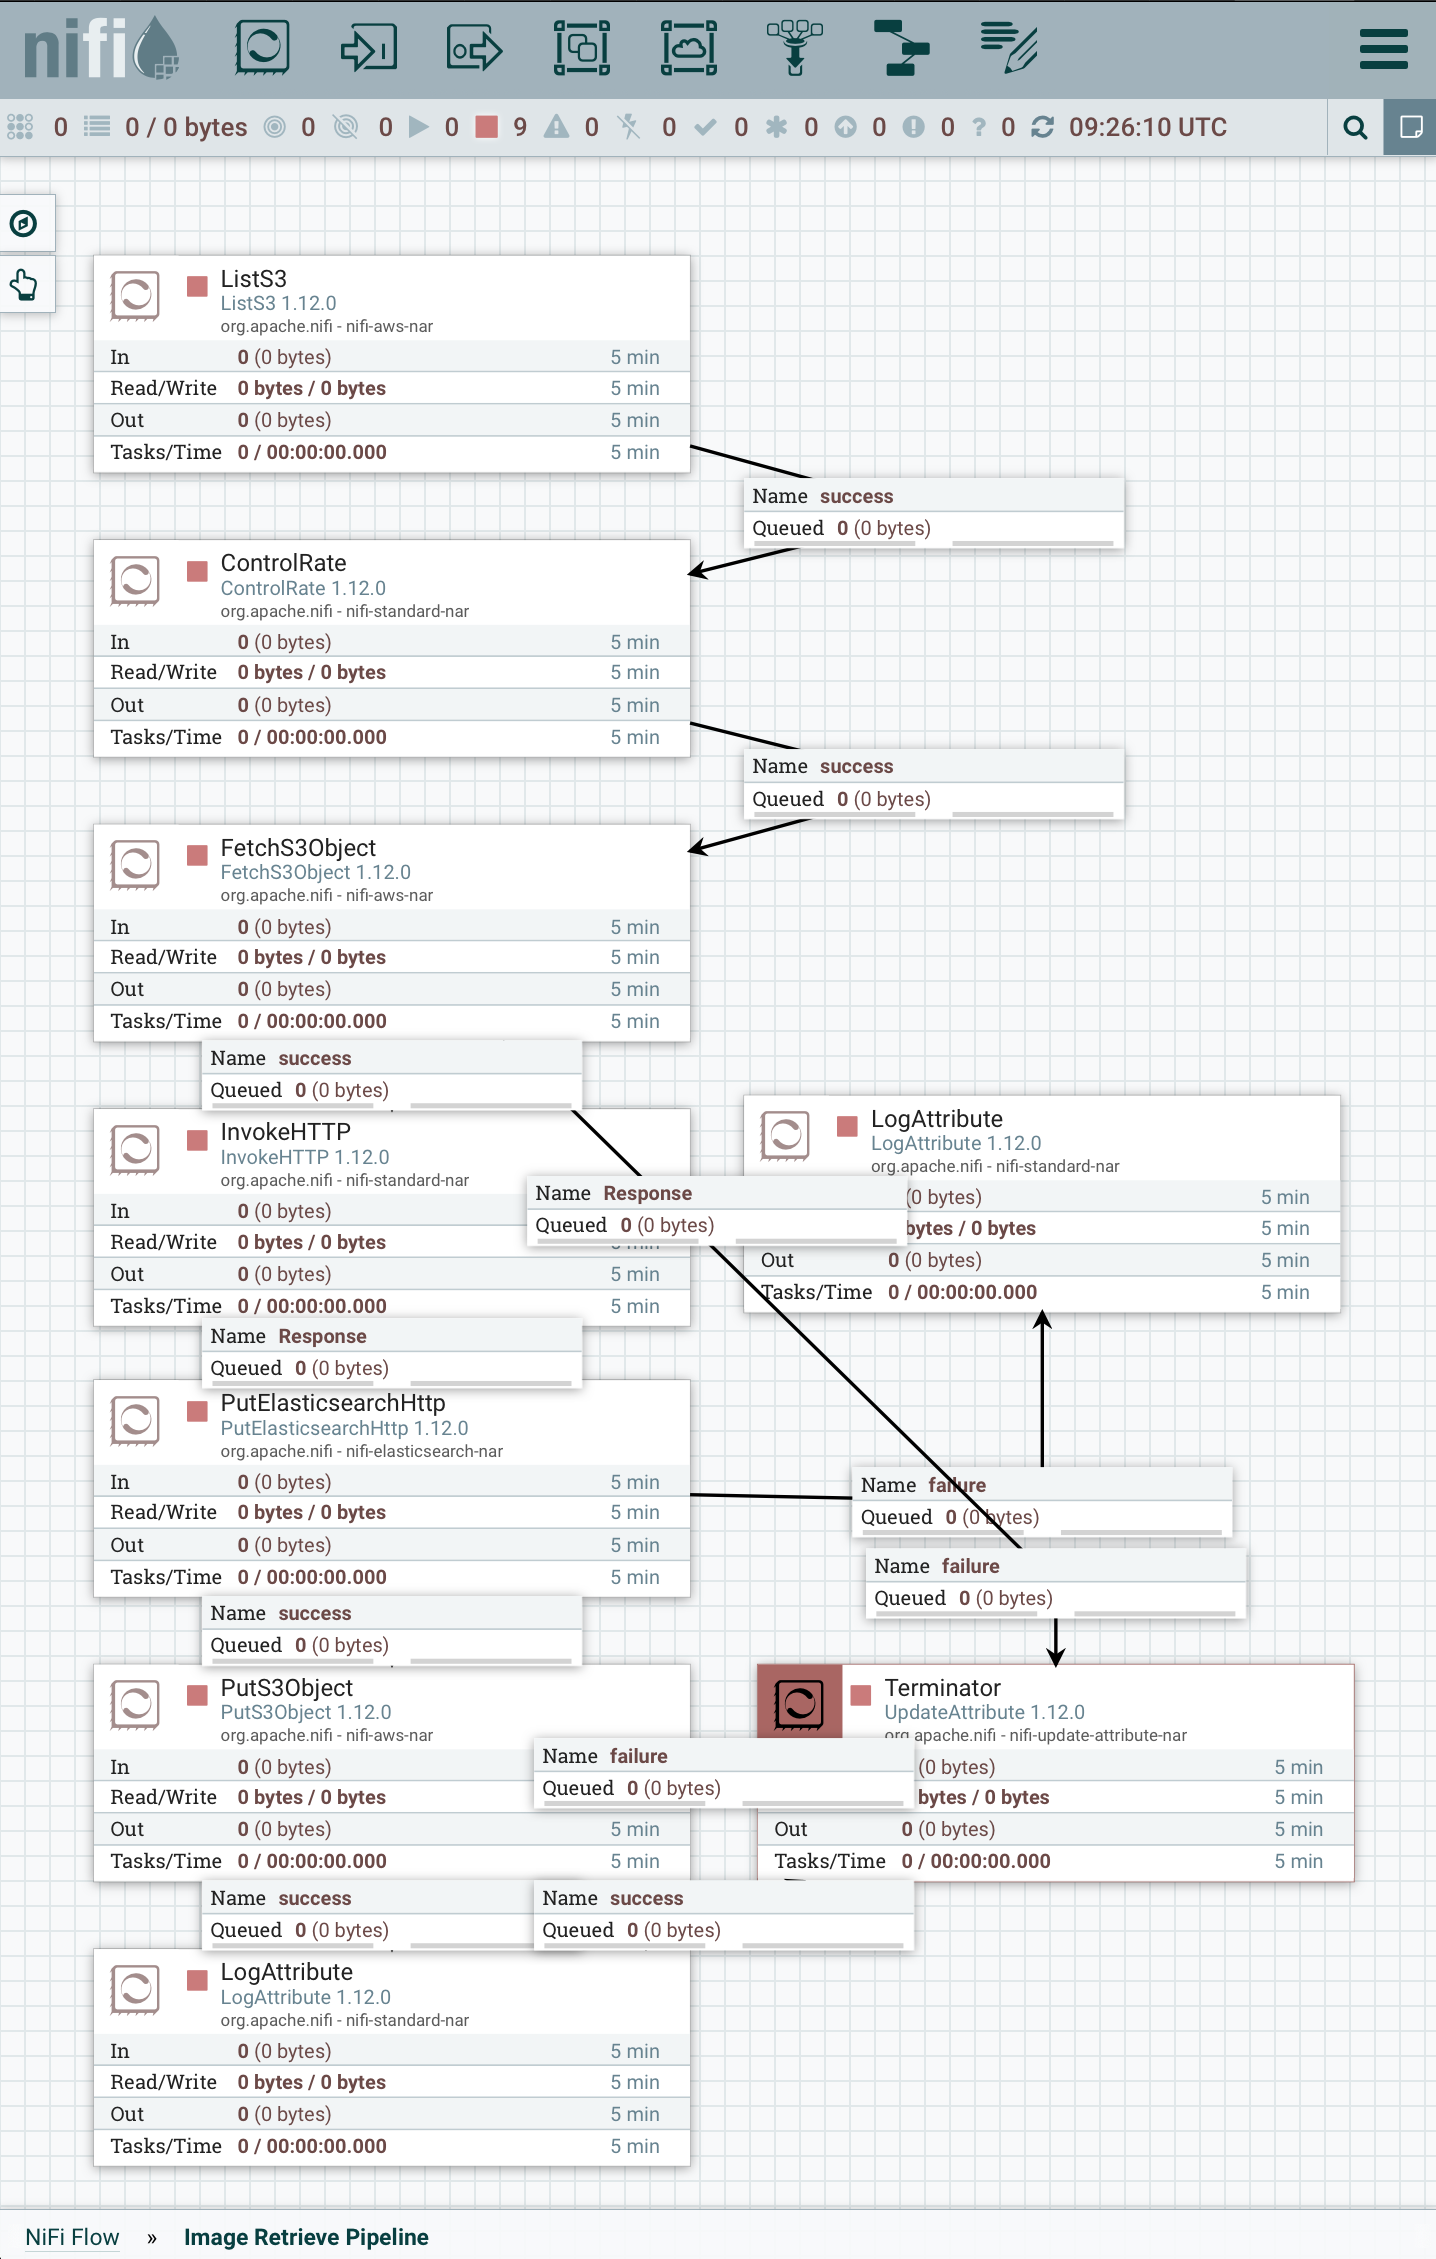 nifi
0 0 / 0 bytes 0 0 0 9 0 0 0 0 0 0 0 09:26:10 UTC
ListS3
ListS3 1.12.0
org.apache.nifi - nifi-aws-nar
In 0 (0 bytes) 5 min
Read/Write 0 bytes / 0 bytes 5 min
Out 0 (0 bytes) 5 min
Tasks/Time 0 / 00:00:00.000 5 min
Name success
Queued 0 (0 bytes)
ControlRate
ControlRate 1.12.0
org.apache.nifi - nifi-standard-nar
In 0 (0 bytes) 5 min
Read/Write 0 bytes / 0 bytes 5 min
Out 0 (0 bytes) 5 min
Tasks/Time 0 / 00:00:00.000 5 min
Name success
Queued 0 (0 bytes)
FetchS3Object
FetchS3Object 1.12.0
org.apache.nifi - nifi-aws-nar
In 0 (0 bytes) 5 min
Read/Write 0 bytes / 0 bytes 5 min
Out 0 (0 bytes) 5 min
Tasks/Time 0 / 00:00:00.000 5 min
Name success
Queued 0 (0 bytes)
InvokeHTTP
InvokeHTTP 1.12.0
org.apache.nifi - nifi-standard-nar
In 0 (0 bytes)
Read/Write 0 bytes / 0 bytes
Out 0 (0 bytes) 5 min
Tasks/Time 0 / 00:00:00.000 5 min
Name Response
Queued 0 (0 bytes)
LogAttribute
LogAttribute 1.12.0
org.apache.nifi - nifi-standard-nar
(0 bytes) 5 min
bytes / 0 bytes 5 min
Out 0 (0 bytes) 5 min
Tasks/Time 0 / 00:00:00.000 5 min
Name Response
Queued 0 (0 bytes)
PutElasticsearchHttp
PutElasticsearchHttp 1.12.0
org.apache.nifi - nifi-elasticsearch-nar
In 0 (0 bytes) 5 min
Read/Write 0 bytes / 0 bytes 5 min
Out 0 (0 bytes) 5 min
Tasks/Time 0 / 00:00:00.000 5 min
Name failure
Queued 0 (0 bytes)
Name failure
Queued 0 (0 bytes)
Name success
Queued 0 (0 bytes)
PutS3Object
PutS3Object 1.12.0
org.apache.nifi - nifi-aws-nar
In 0 (0 bytes)
Read/Write 0 bytes / 0 bytes
Out 0 (0 bytes) 5 min
Tasks/Time 0 / 00:00:00.000 5 min
Name failure
Queued 0 (0 bytes)
Terminator
UpdateAttribute 1.12.0
org.apache.nifi - nifi-update-attribute-nar
(0 bytes) 5 min
bytes / 0 bytes 5 min
Out 0 (0 bytes) 5 min
Tasks/Time 0 / 00:00:00.000 5 min
Name success
Queued 0 (0 bytes)
Name success
Queued 0 (0 bytes)
LogAttribute
LogAttribute 1.12.0
org.apache.nifi - nifi-standard-nar
In 0 (0 bytes) 5 min
Read/Write 0 bytes / 0 bytes 5 min
Out 0 (0 bytes) 5 min
Tasks/Time 0 / 00:00:00.000 5 min
NiFi Flow » Image Retrieve Pipeline